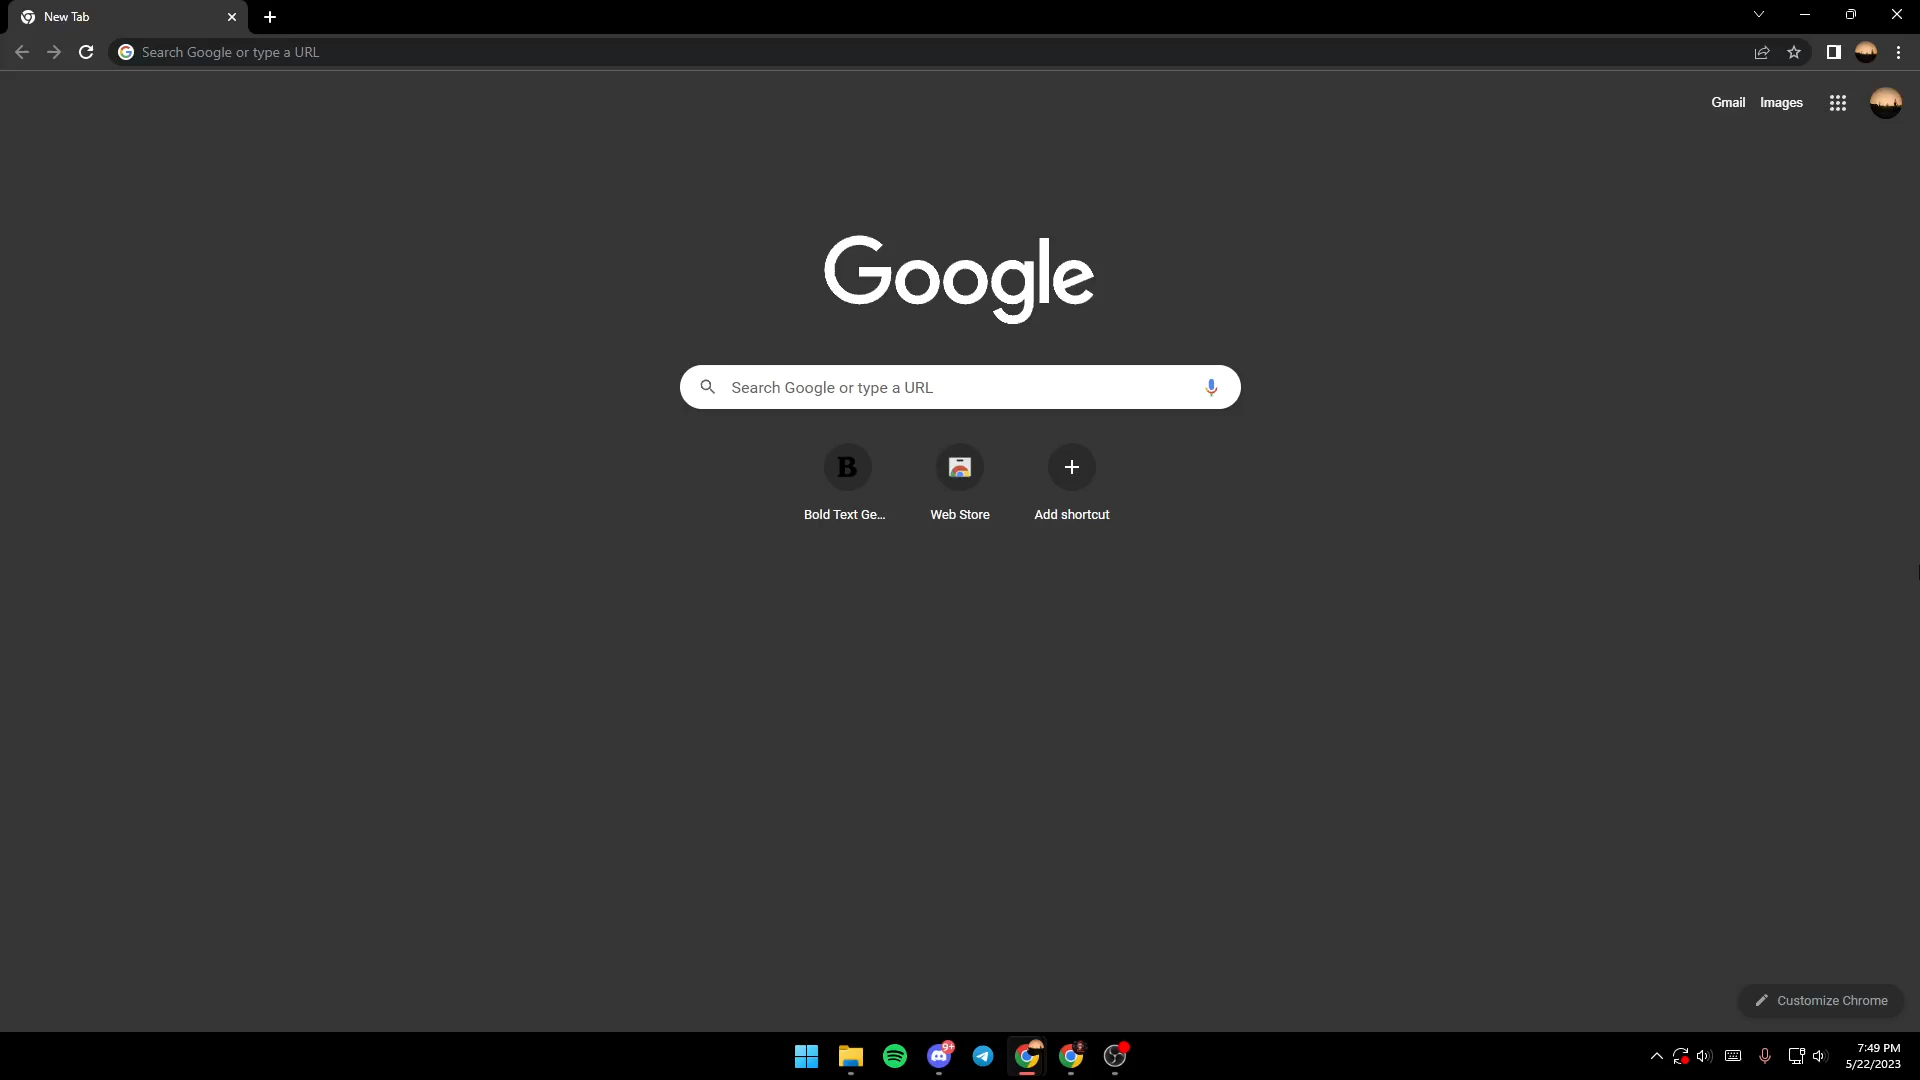 New Tab
Search Google or type a URL
Gmail Images
Google
Search Google or type a URL
B
Bold Text Ge... Web Store Add shortcut
Customize Chrome
9+
7:49 PM
5/22/2023